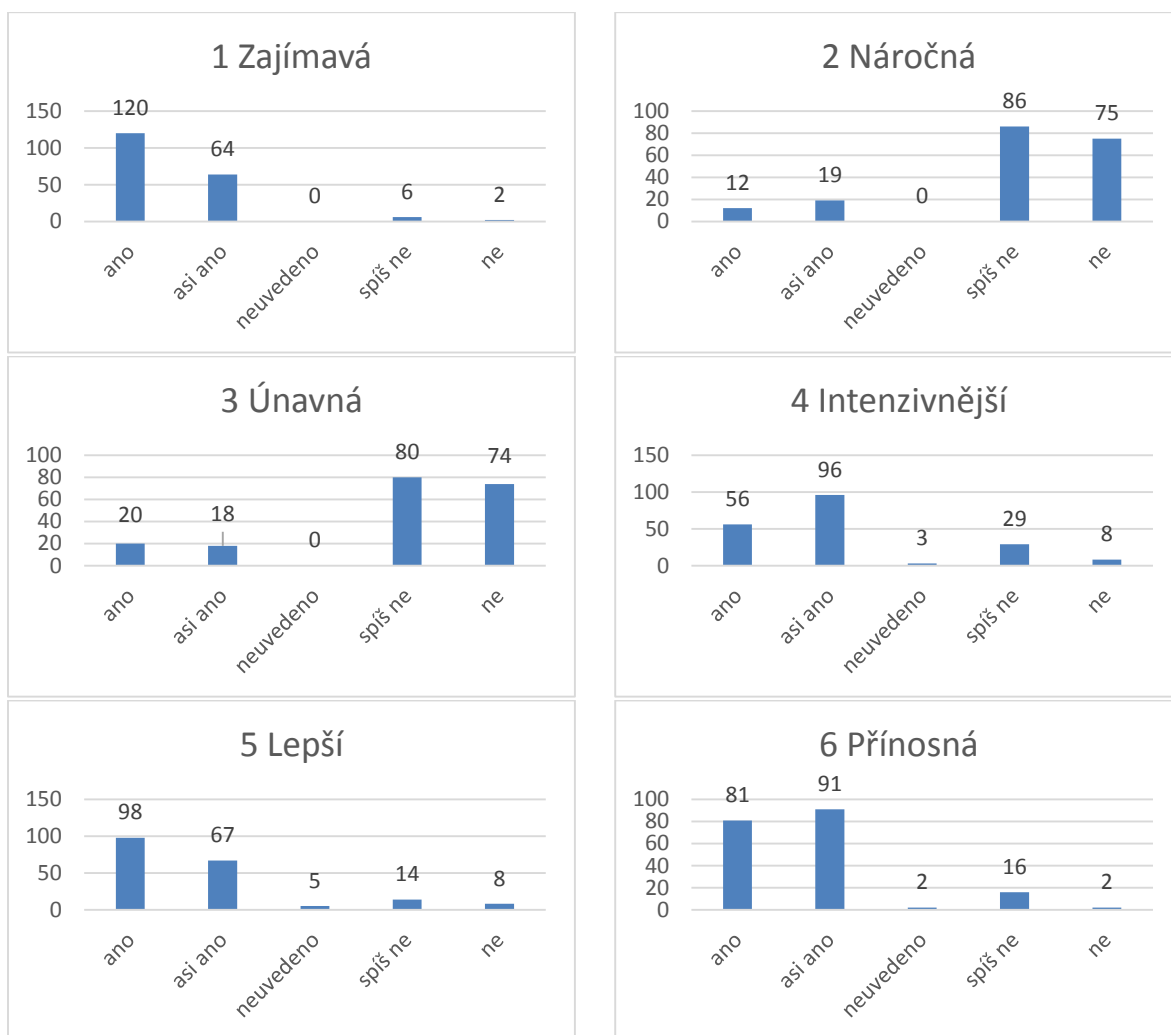 1 Zajímavá
150
100
50
0
120
64
0
6
2
ano
asi ano
neuvedeno
spíš ne
ne
2 Náročná
100
80
60
40
20
0
12
19
0
86
75
ano
asi ano
neuvedeno
spíš ne
ne
3 Únavná
100
80
60
40
20
0
20
18
0
80
74
ano
asi ano
neuvedeno
spíš ne
ne
4 Intenzivnější
150
100
50
0
56
96
3
29
8
ano
asi ano
neuvedeno
spíš ne
ne
5 Lepší
150
100
50
0
98
67
5
14
8
ano
asi ano
neuvedeno
spíš ne
ne
6 Přínosná
100
80
60
40
20
0
81
91
2
16
2
ano
asi ano
neuvedeno
spíš ne
ne